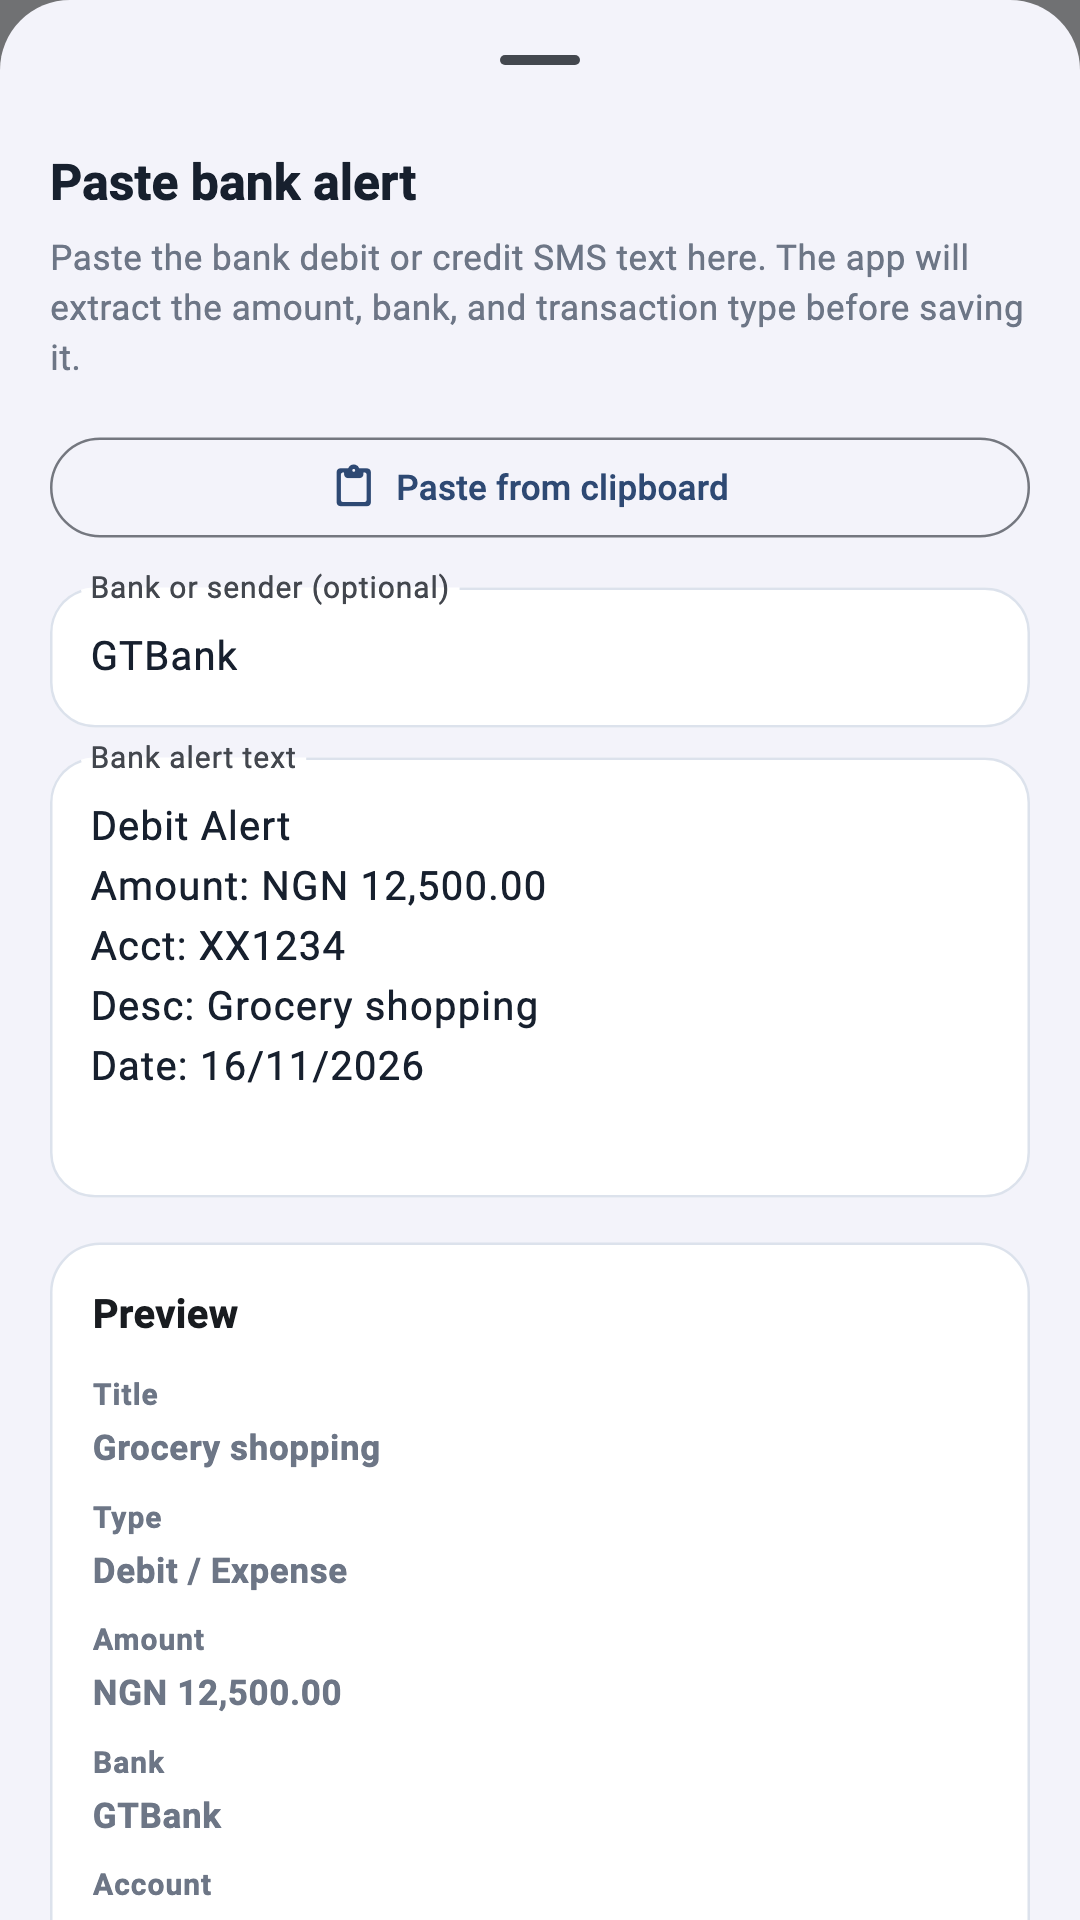 Paste bank alert
Paste the bank debit or credit SMS text here. The app will
extract the amount, bank, and transaction type before saving
it.
Paste from clipboard
Bank or sender (optional)
GTBank
Bank alert text
Debit Alert
Amount: NGN 12,500.00
Acct: XX1234
Desc: Grocery shopping
Date: 16/11/2026
Preview
Title
Grocery shopping
Type
Debit / Expense
Amount
NGN 12,500.00
Bank
GTBank
Account